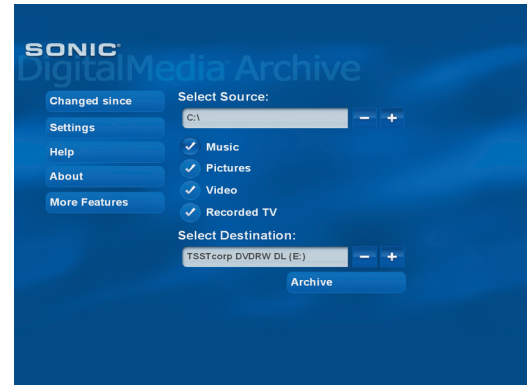 SONIC
DigitalMedia Archive
Changed since
Settings
Help
About
More Features
Select Source:
C:\
Music
Pictures
Video
Recorded TV
Select Destination:
TSSTcorp DVDRW DL (E:)
Archive